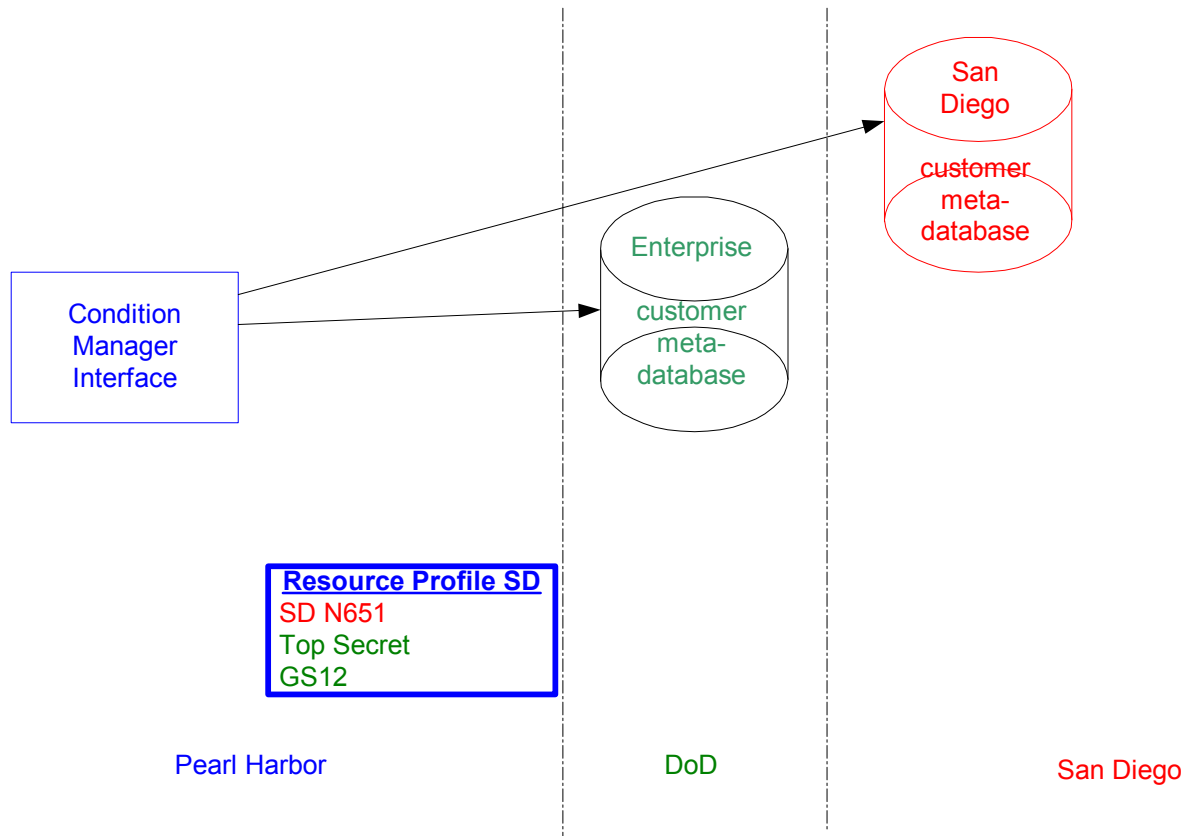 San
Diego
customer
meta-
database
Enterprise
customer
meta-
database
Condition
Manager
Interface
Resource Profile SD
SD N651
Top Secret
GS12
Pearl Harbor
DoD
San Diego